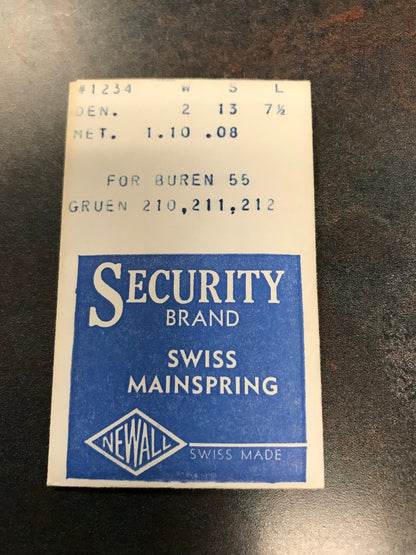 #1234 W S L
DEN. 2 13 7½
MET. 1.10 .08
FOR BUREN 55
GRUEN 210,211,212
SECURITY
BRAND
SWISS
MAINSPRING
NEWALL
SWISS MADE